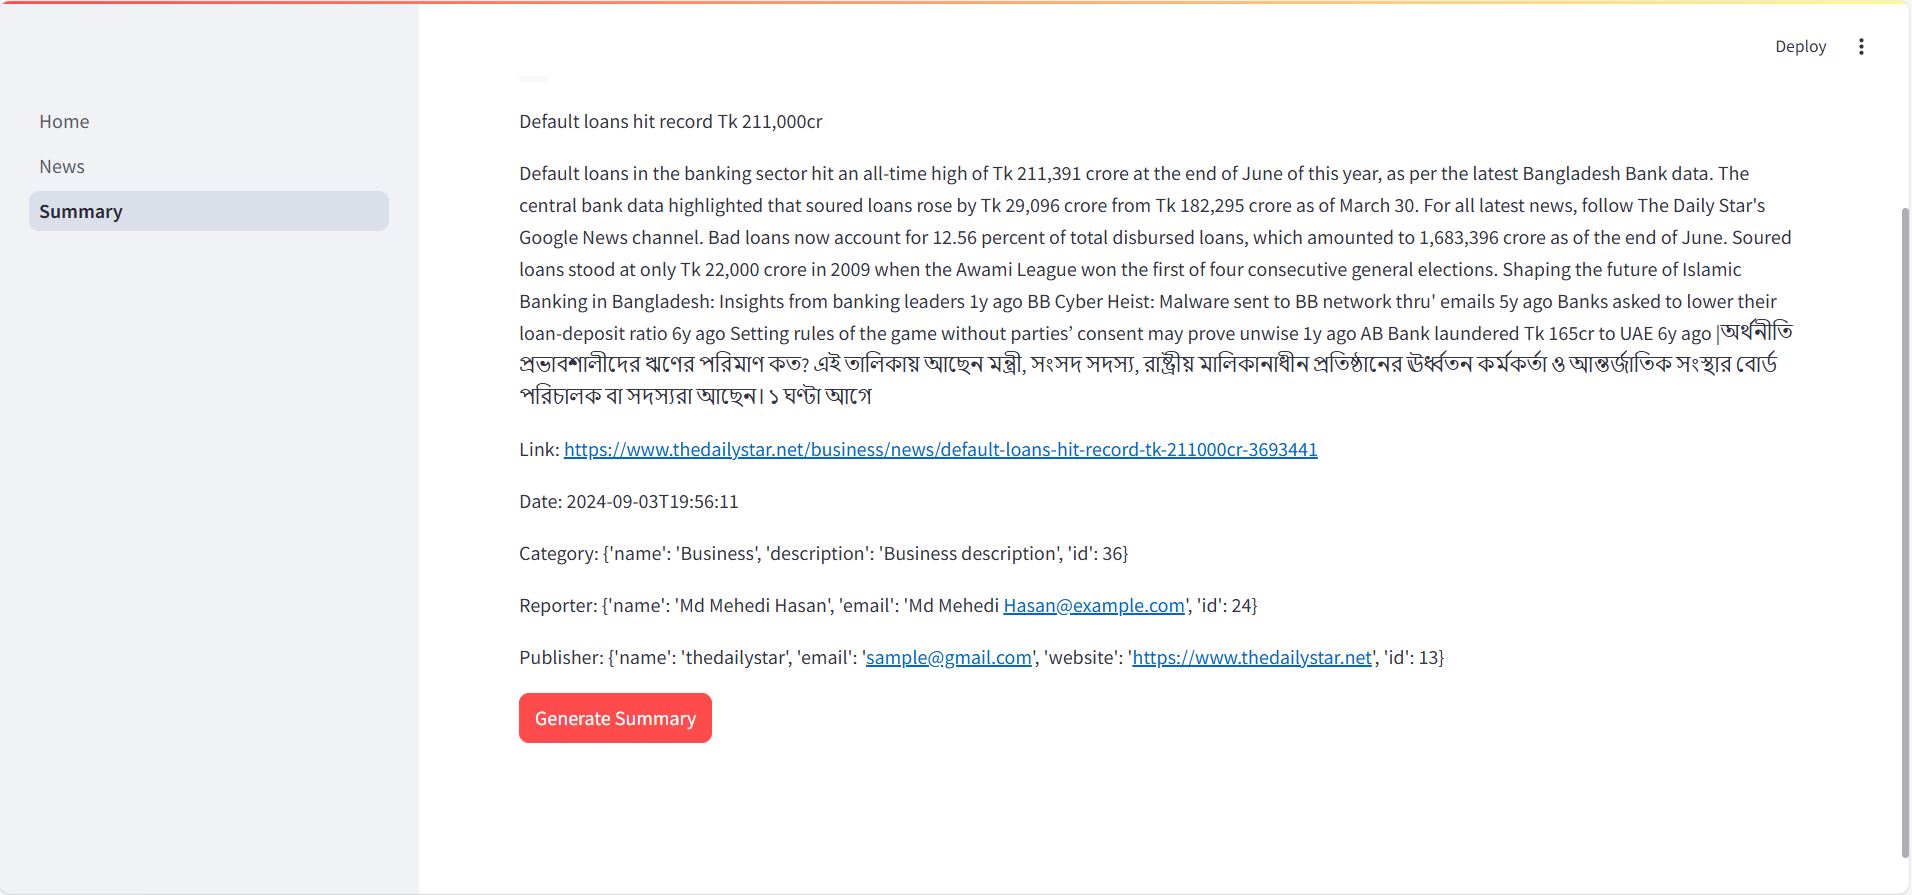 Deploy
Home
News
Summary
Default loans hit record Tk 211,000cr
Default loans in the banking sector hit an all-time high of Tk 211,391 crore at the end of June of this year, as per the latest Bangladesh Bank data. The
central bank data highlighted that soured loans rose by Tk 29,096 crore from Tk 182,295 crore as of March 30. For all latest news, follow The Daily Star's
Google News channel. Bad loans now account for 12.56 percent of total disbursed loans, which amounted to 1,683,396 crore as of the end of June. Soured
loans stood at only Tk 22,000 crore in 2009 when the Awami League won the first of four consecutive general elections. Shaping the future of Islamic
Banking in Bangladesh: Insights from banking leaders 1y ago BB Cyber Heist: Malware sent to BB network thru' emails 5y ago Banks asked to lower their
loan-deposit ratio 6y ago Setting rules of the game without parties’ consent may prove unwise 1y ago AB Bank laundered Tk 165cr to UAE 6y ago |অর্থনীতি
প্রভাবশালীদের ঋণের পরিমাণ কত? এই তালিকায় আছেন মন্ত্রী, সংসদ সদস্য, রাষ্ট্রীয় মালিকানাধীন প্রতিষ্ঠানের ঊর্ধ্বতন কর্মকর্তা ও আন্তর্জাতিক সংস্থার বোর্ড
পরিচালক বা সদস্যরা আছেন। ১ ঘণ্টা আগে
Link: https://www.thedailystar.net/business/news/default-loans-hit-record-tk-211000cr-3693441
Date: 2024-09-03T19:56:11
Category: {'name': 'Business', 'description': 'Business description', 'id': 36}
Reporter: {'name': 'Md Mehedi Hasan', 'email': 'Md Mehedi Hasan@example.com', 'id': 24}
Publisher: {'name': 'thedailystar', 'email': 'sample@gmail.com', 'website': 'https://www.thedailystar.net', 'id': 13}
Generate Summary